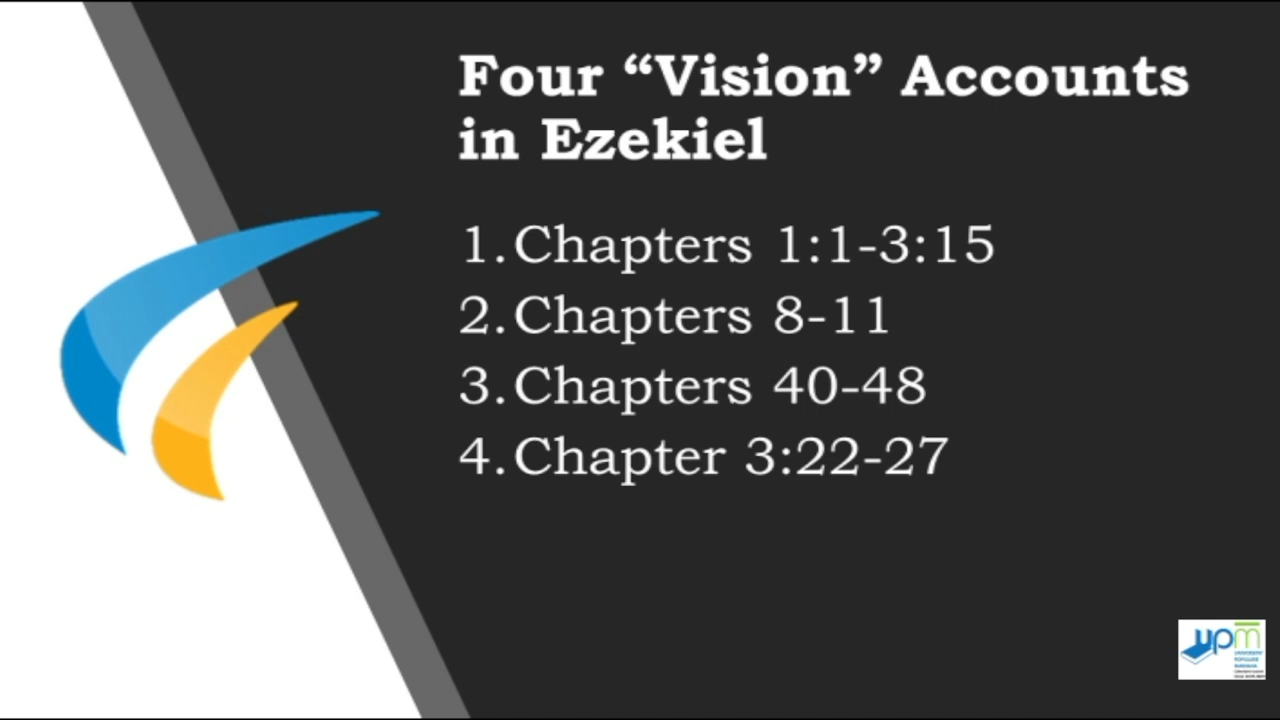 Four “Vision” Accounts
in Ezekiel
1. Chapters 1:1-3:15
2. Chapters 8-11
3. Chapters 40-48
4. Chapter 3:22-27
upm